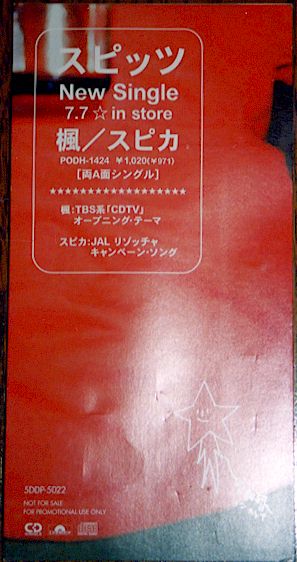 スピッツ
New Single
7.7☆in store
楓／スピカ
PODH-1424 ￥1,020(￥971)
[両A面シングル]
★★★★★★★★★★★★★★★★★★
楓:TBS系｢CDTV｣
オープニング・テーマ
スピカ:JAL リゾッチャ
キャンペーン・ソング
5DDP-5022
NOT FOR SALE
FOR PROMOTIONAL USE ONLY